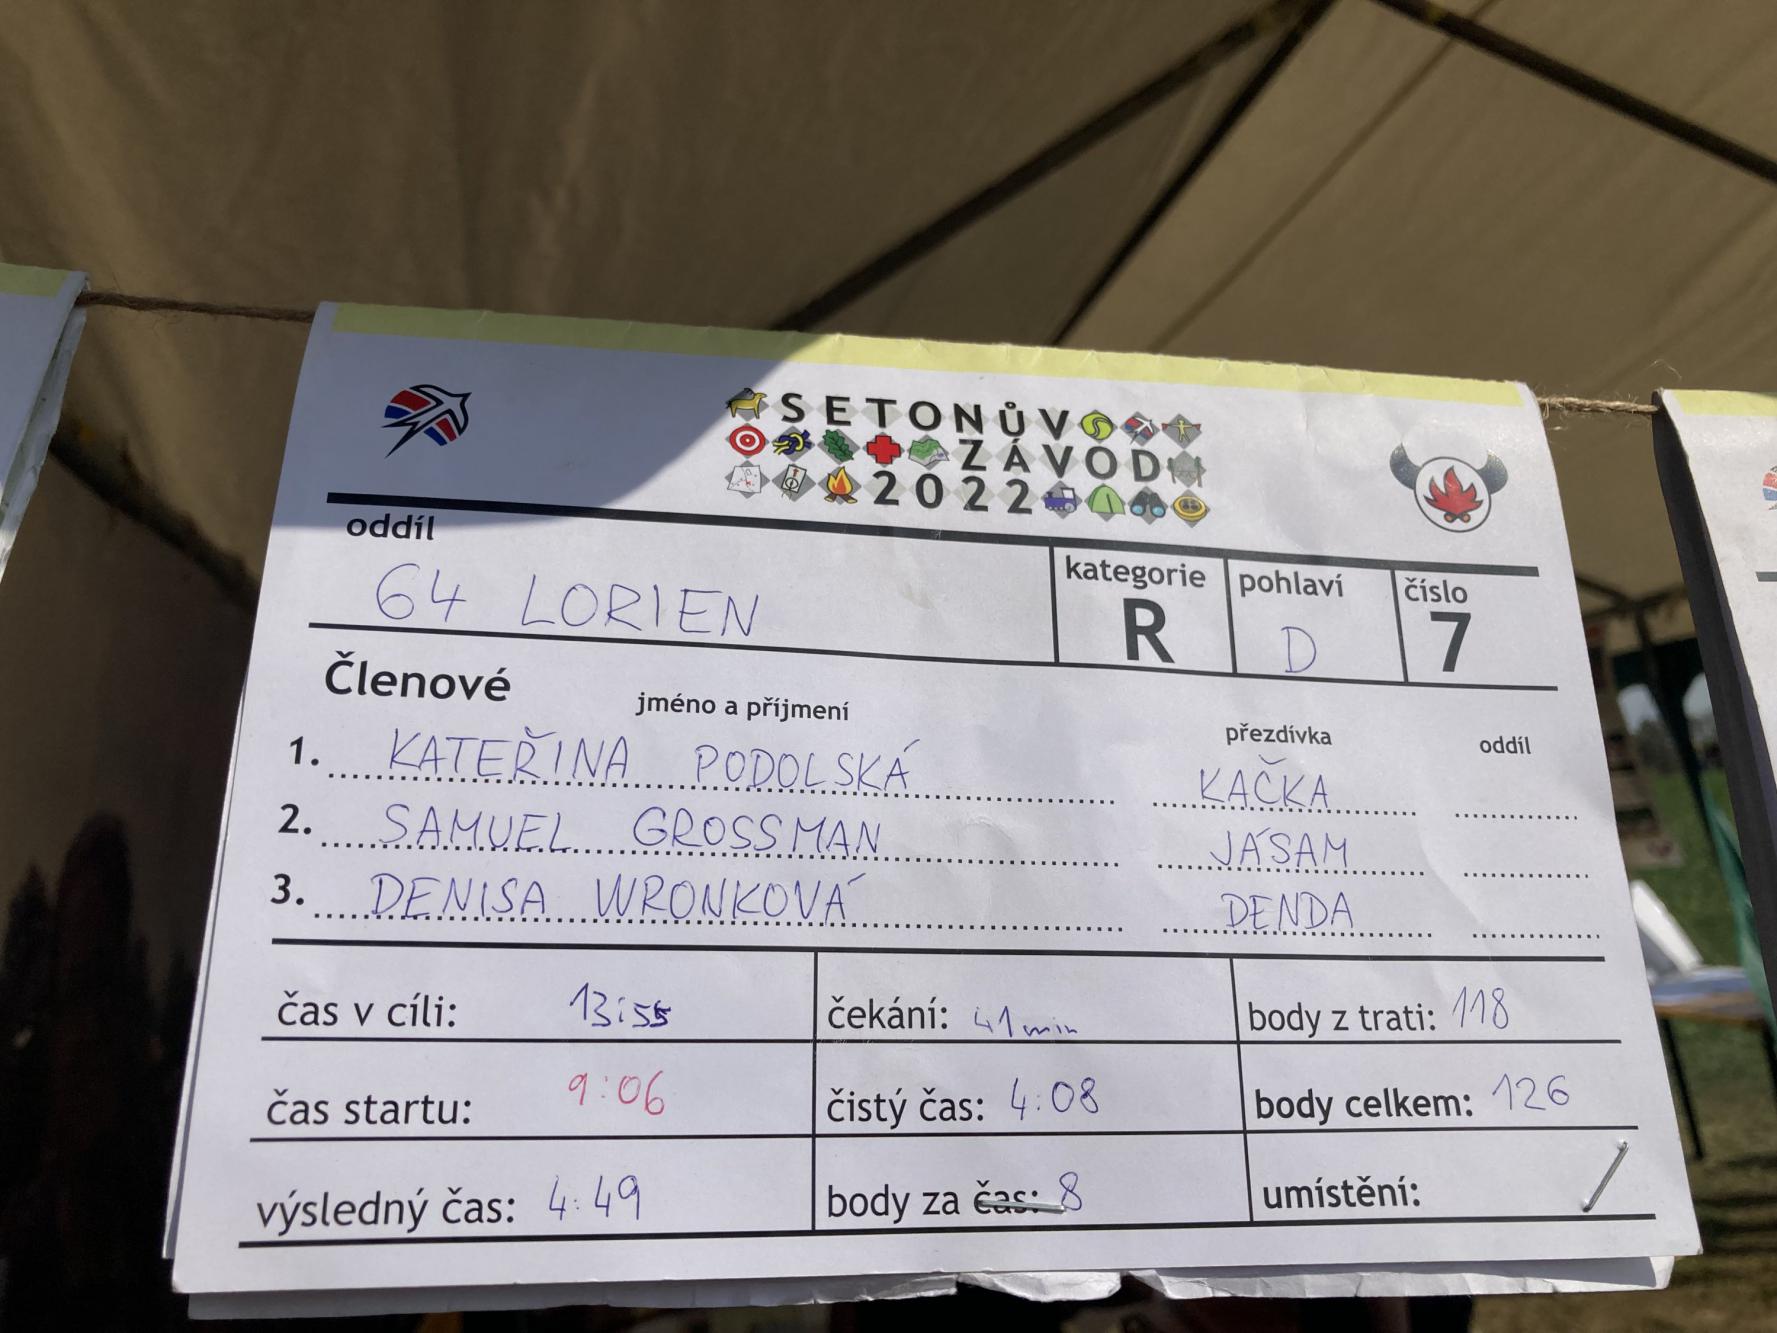 SETONŮV
ZÁVOD
2022
oddíl
64 LORIEN
kategorie
R
pohlaví
D
číslo
7
Členové
jméno a příjmení
přezdívka
oddíl
1. KATEŘINA PODOLSKÁ KAČKA
2. SAMUEL GROSSMAN JÁSAM
3. DENISA WRONKOVÁ DENDA
čas v cíli: 13:55 čekání: 41 min body z trati: 118
čas startu: 9:06 čistý čas: 4:08 body celkem: 126
výsledný čas: 4:49 body za čas: 8 umístění: